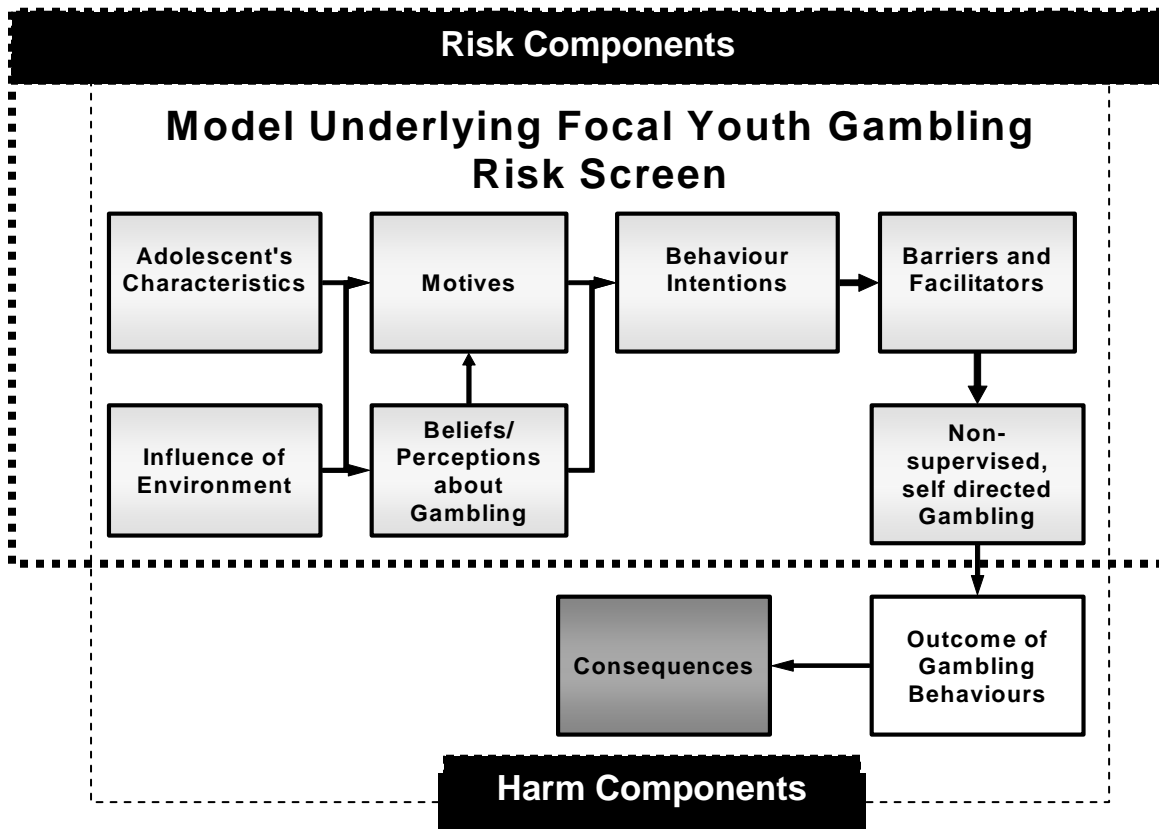 Risk Components
Model Underlying Focal Youth Gambling
Risk Screen
Adolescent's
Characteristics
Motives
Behaviour
Intentions
Barriers and
Facilitators
Influence of
Environment
Beliefs/
Perceptions
about
Gambling
Non-
supervised,
self directed
Gambling
Consequences
Outcome of
Gambling
Behaviours
Harm Components